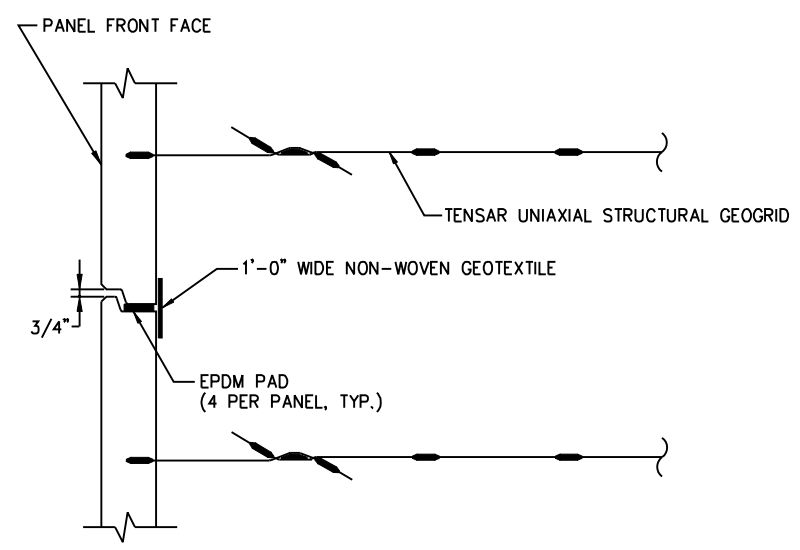 PANEL FRONT FACE
TENSAR UNIAXIAL STRUCTURAL GEOGRID
1'-0" WIDE NON-WOVEN GEOTEXTILE
3/4"
EPDM PAD
(4 PER PANEL, TYP.)